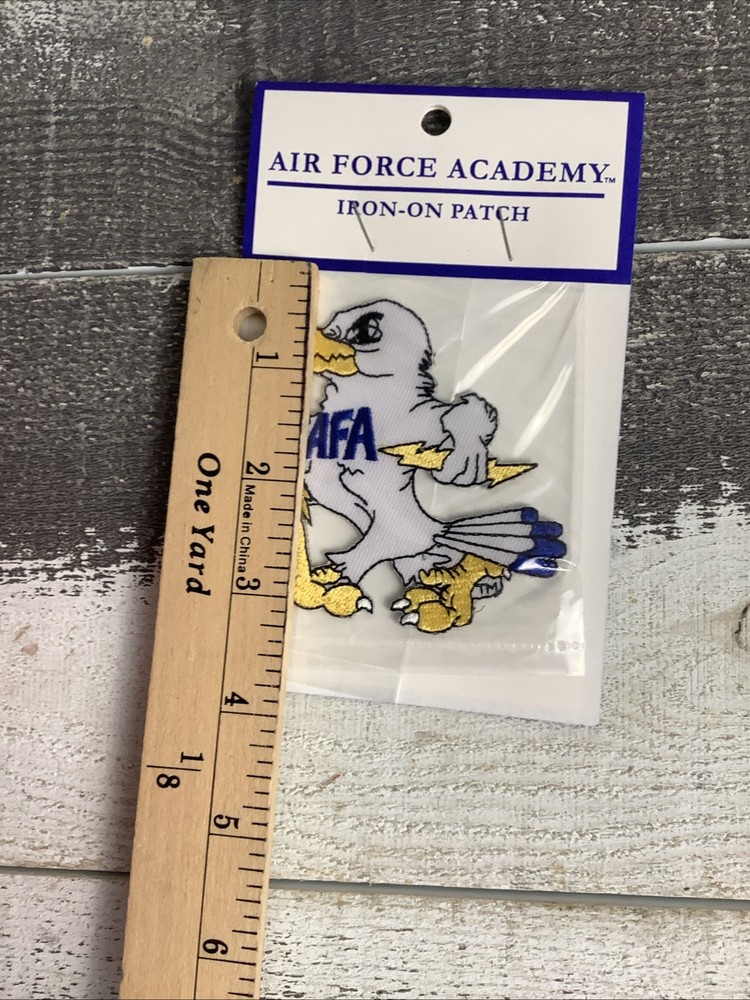 AIR FORCE ACADEMY™
IRON-ON PATCH
AFA
1
2
3
4
5
6
Made in China
One Yard
1/8